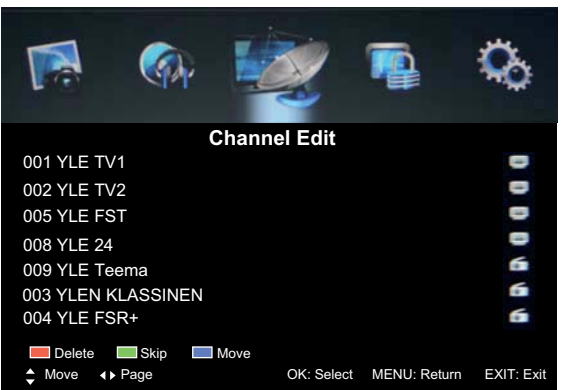 Channel Edit
001 YLE TV1
002 YLE TV2
005 YLE FST
008 YLE 24
009 YLE Teema
003 YLEN KLASSINEN
004 YLE FSR+
Delete Skip Move
Move Page OK: Select MENU: Return EXIT: Exit